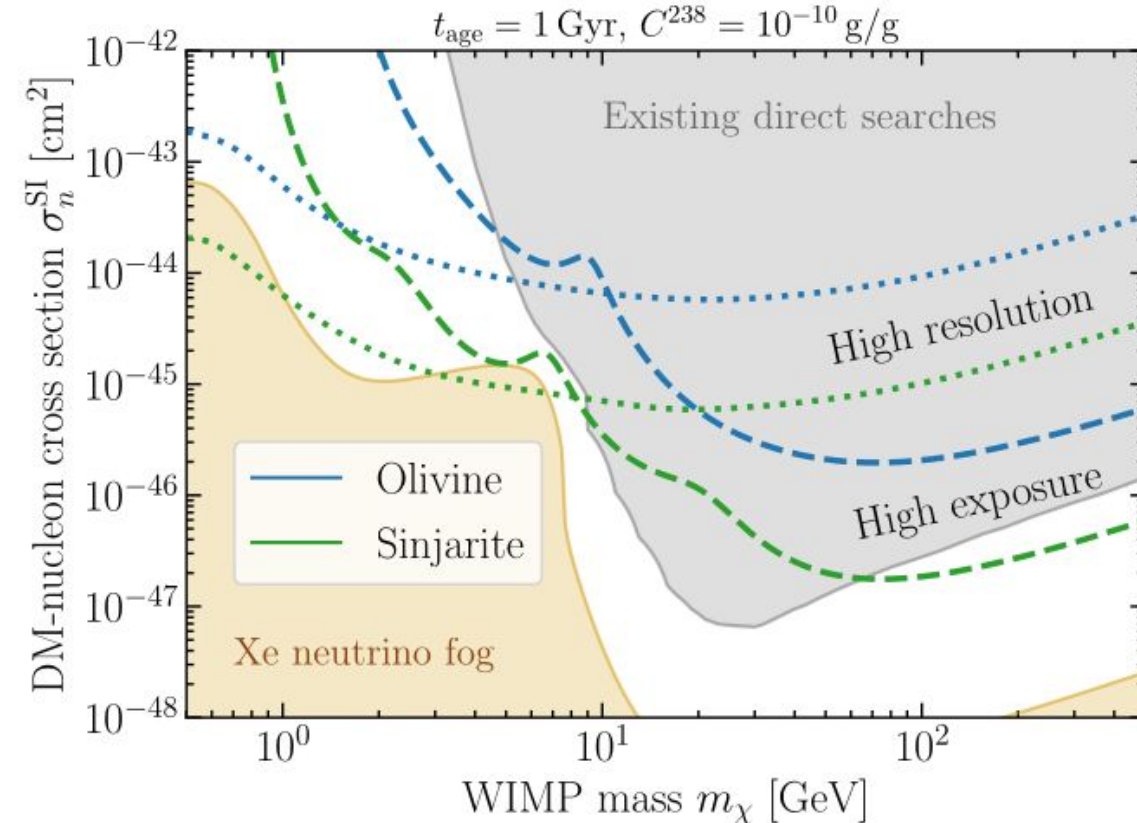 t_age = 1 Gyr, C^238 = 10^−10 g/g
DM-nucleon cross section σ_n^SI [cm^2]
10^−42
10^−43
10^−44
10^−45
10^−46
10^−47
10^−48
Existing direct searches
High resolution
High exposure
Olivine
Sinjarite
Xe neutrino fog
10^0
10^1
10^2
WIMP mass m_χ [GeV]